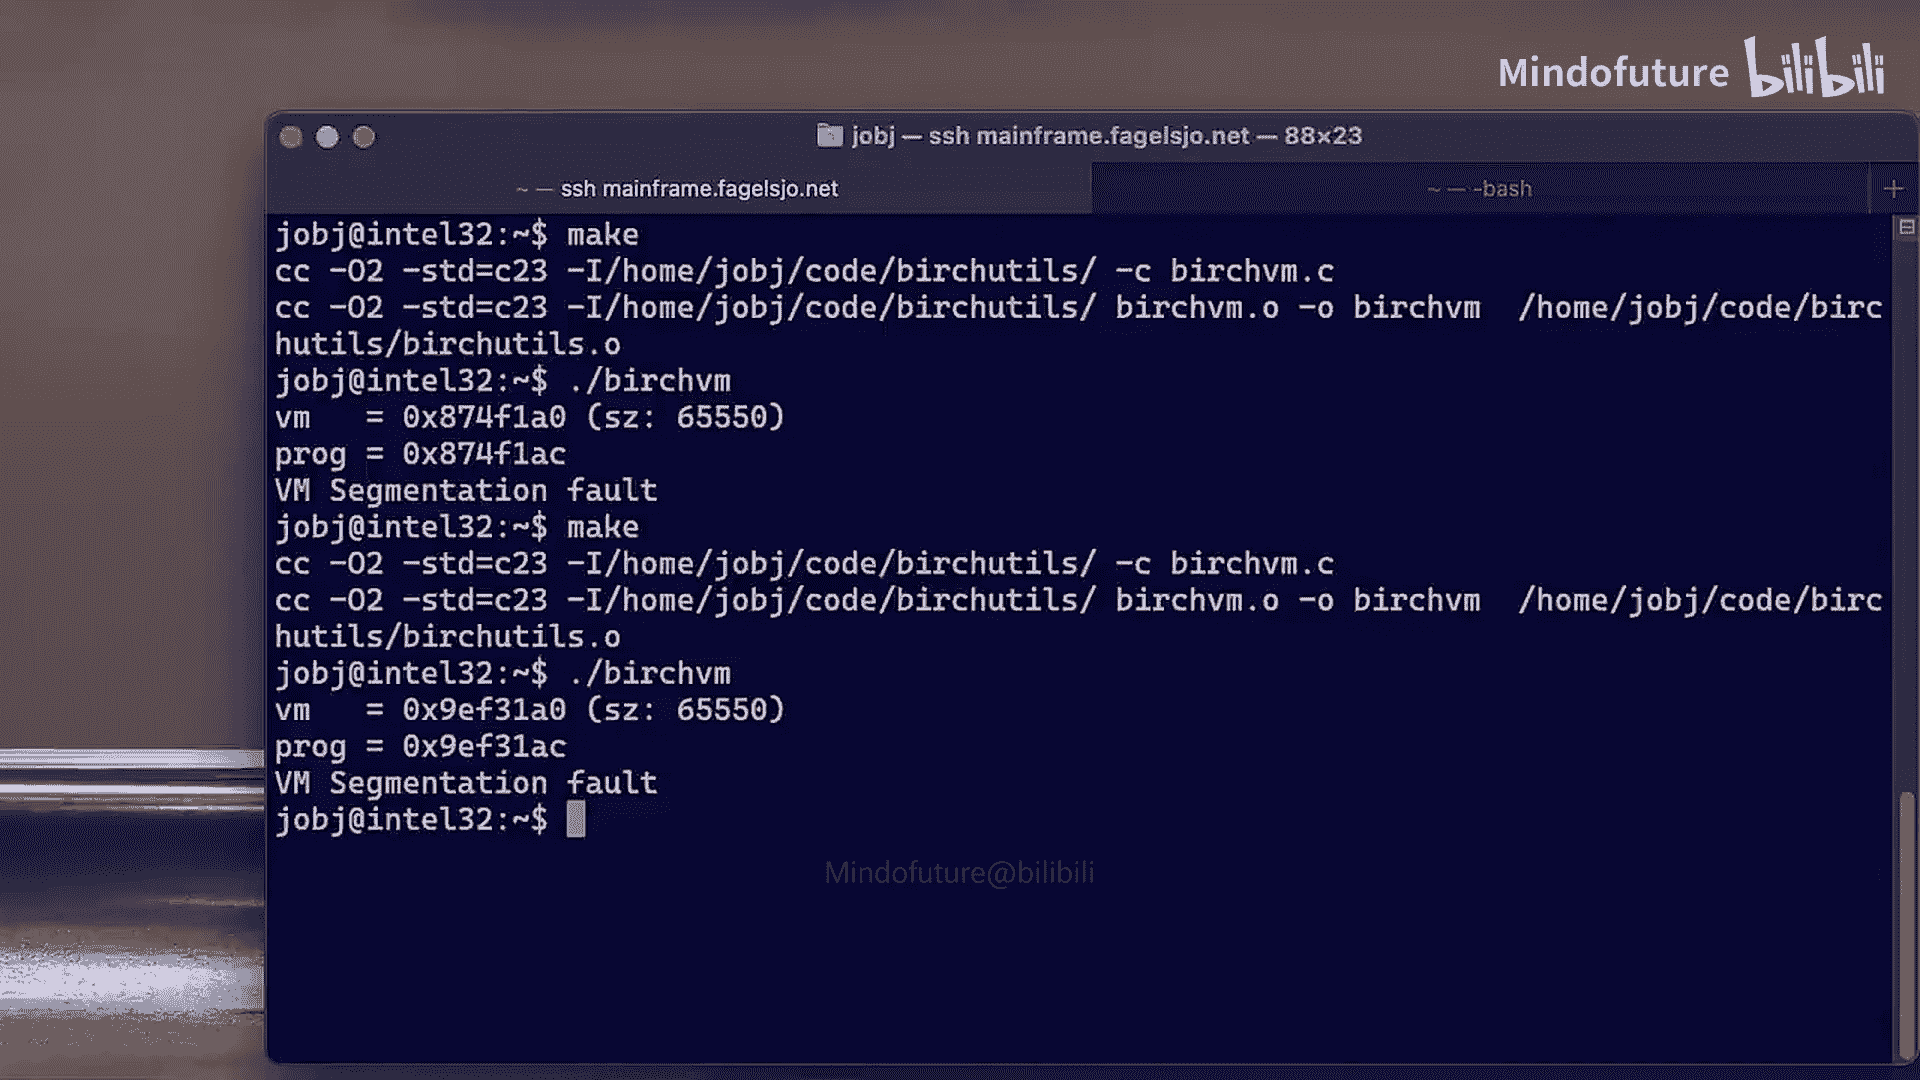 Mindofuture bilibili
jobj — ssh mainframe.fagelsjo.net — 88×23
~ — ssh mainframe.fagelsjo.net
~ — -bash
jobj@intel32:~$ make
cc -O2 -std=c23 -I/home/jobj/code/birchutils/ -c birchvm.c
cc -O2 -std=c23 -I/home/jobj/code/birchutils/ birchvm.o -o birchvm  /home/jobj/code/birc
hutils/birchutils.o
jobj@intel32:~$ ./birchvm
vm   = 0x874f1a0 (sz: 65550)
prog = 0x874f1ac
VM Segmentation fault
jobj@intel32:~$ make
cc -O2 -std=c23 -I/home/jobj/code/birchutils/ -c birchvm.c
cc -O2 -std=c23 -I/home/jobj/code/birchutils/ birchvm.o -o birchvm  /home/jobj/code/birc
hutils/birchutils.o
jobj@intel32:~$ ./birchvm
vm   = 0x9ef31a0 (sz: 65550)
prog = 0x9ef31ac
VM Segmentation fault
jobj@intel32:~$
Mindofuture@bilibili